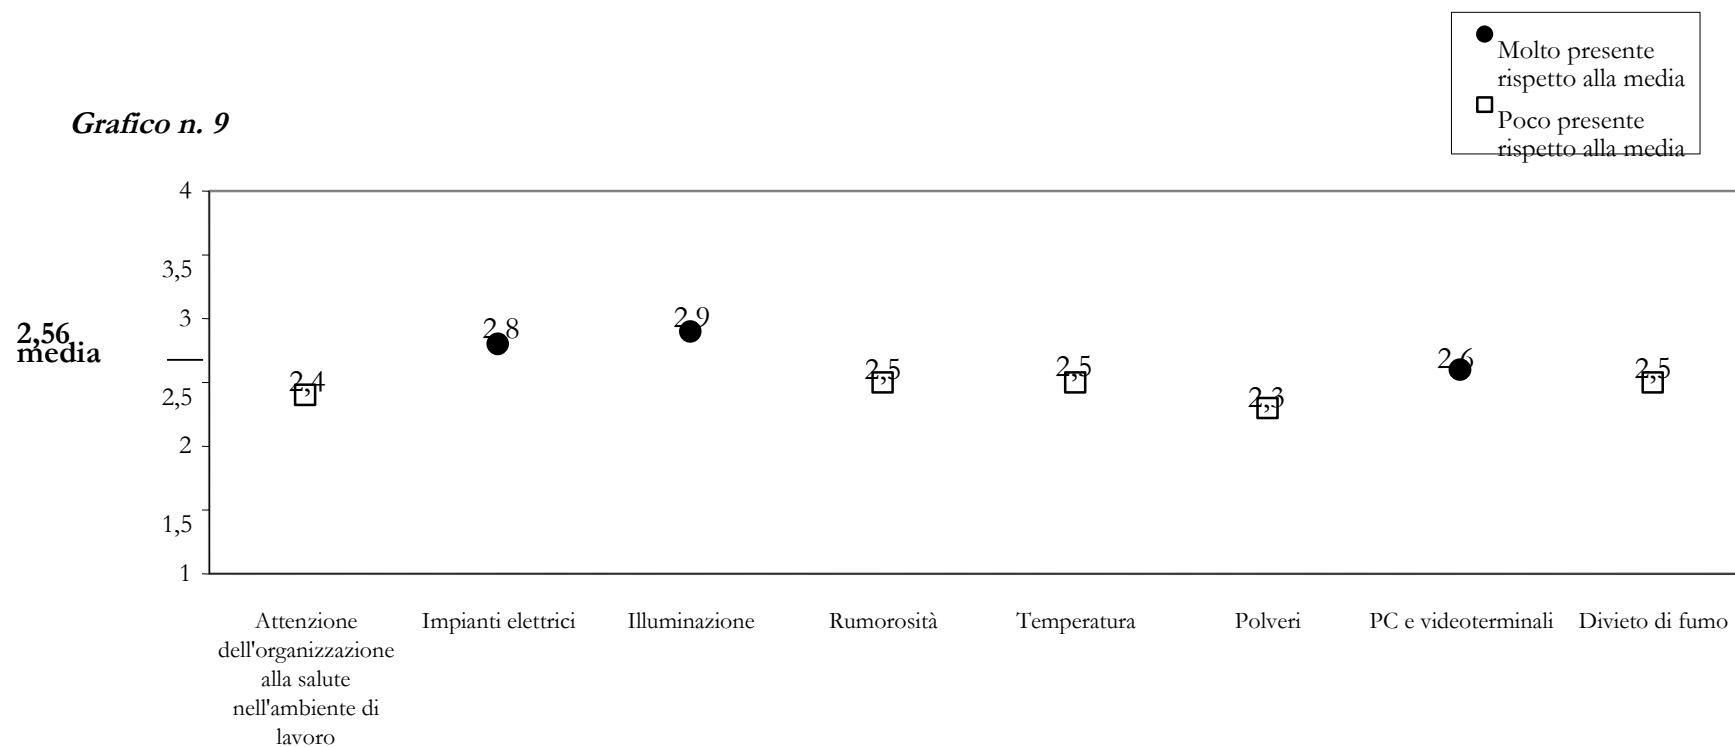 Molto presente
rispetto alla media
Poco presente
rispetto alla media
Grafico n. 9
4
3,5
3
2,5
2
1,5
1
2,56
media
2,4
2,8
2,9
2,5
2,5
2,3
2,6
2,5
Attenzione
dell'organizzazione
alla salute
nell'ambiente di
lavoro
Impianti elettrici
Illuminazione
Rumorosità
Temperatura
Polveri
PC e videoterminali
Divieto di fumo